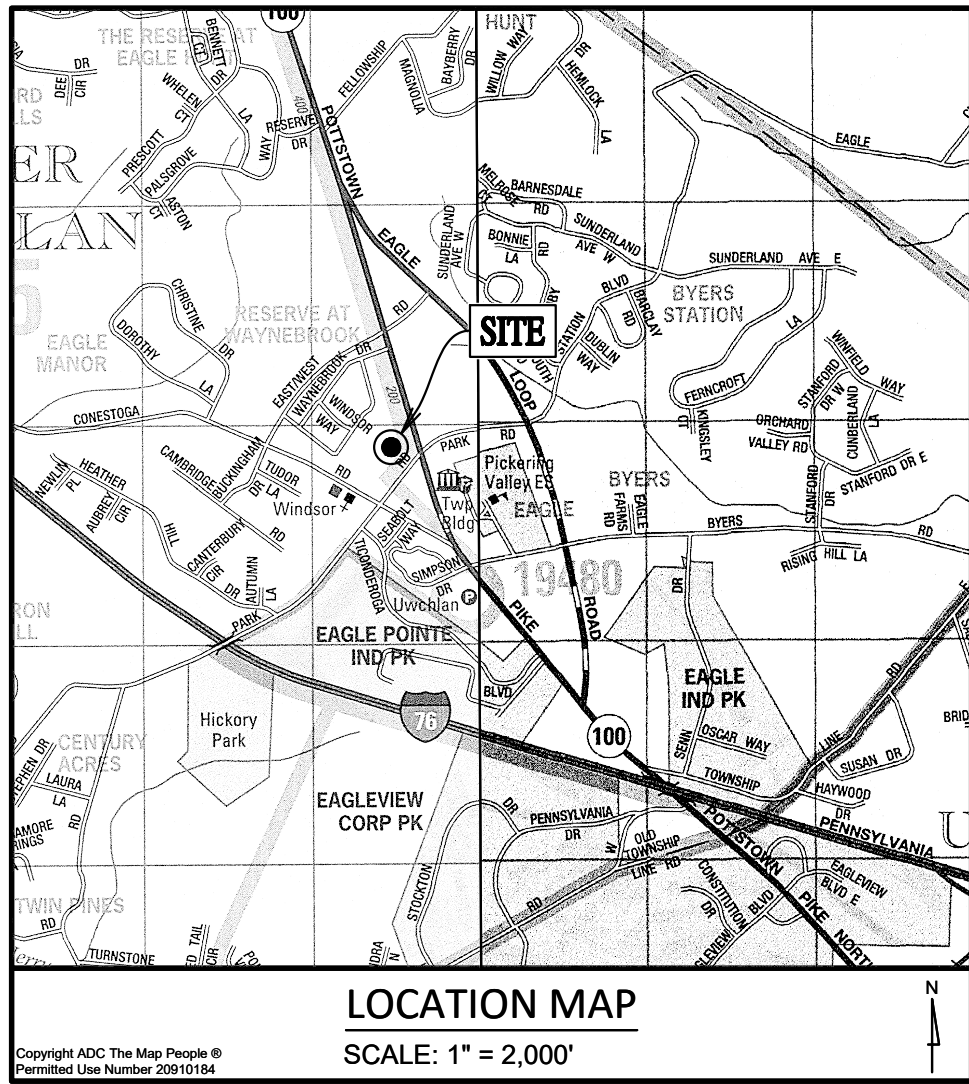 100
HUNT
THE RESERVE AT
EAGLE HUNT
BENNETT
DR
CT
DR
DEE
CIR
WHELEN
CT
LA
WAY
RESERVE
DR
400
POTTSTOWN
FELLOWSHIP
MAGNOLIA
BAYBERRY
DR
WILLOW WAY
DR
HEMLOCK
LA
EAGLE
PRESCOTT
PALSGROVE
CT
ASTON
ER
LAN
EAGLE
SUNDERLAND
AVE W
MELROSE
CT
BARNESDALE
RD
BONNIE
LA
RD
SUNDERLAND
AVE W
SUNDERLAND AVE E
BYERS
STATION
BLVD
STATION
BARCLAY
RD
DUBLIN
WAY
LA
FERNCROFT
KINGSLEY
CT
WINFIELD
WAY
STANFORD
DR W
CUNBERLAND
LA
ORCHARD
VALLEY RD
STANFORD DR E
STANFORD
DR
CHRISTINE
DR
DOROTHY
LA
EAGLE
MANOR
RESERVE AT
WAYNEBROOK
RD
SITE
LOOP
EAST/WEST
WAYNEBROOK
DR
200
WINDSOR
WAY
CONESTOGA
RD
BUCKINGHAM
DR
CAMBRIDGE
TUDOR
LA
Windsor
CANTERBURY
RD
NEWLIN
PL
HEATHER
AUBREY
CIR
HILL
CANTERBURY
CIR
DR
AUTUMN
LA
PARK
PARK RD
Pickering
Valley ES
Twp
Bldg
EAGLE
BYERS
EAGLE
FARMS
RD
BYERS
RD
RISING HILL LA
SEABOLT
WAY
TICONDEROGA
SIMPSON
DR
Uwchlan
P
19480
PIKE
ROAD
EAGLE POINTE
IND PK
BLVD
DR
EAGLE
IND PK
76
100
Hickory
Park
CENTURY
ACRES
LAURA
LA
RD
SENN
OSCAR WAY
TOWNSHIP
LINE
RD
SUSAN DR
HAYWOOD
DR
EAGLEVIEW
CORP PK
DR
PENNSYLVANIA
DR
W
OLD
TOWNSHIP
LINE RD
RD
STOCKTON
POTTSTOWN
PIKE
PENNSYLVANIA
CONSTITUTION
DR
EAGLEVIEW
BLVD E
BLVD
TWIN PINES
RD
TURNSTONE
LOCATION MAP
SCALE: 1" = 2,000'
N
Copyright ADC The Map People ®
Permitted Use Number 20910184